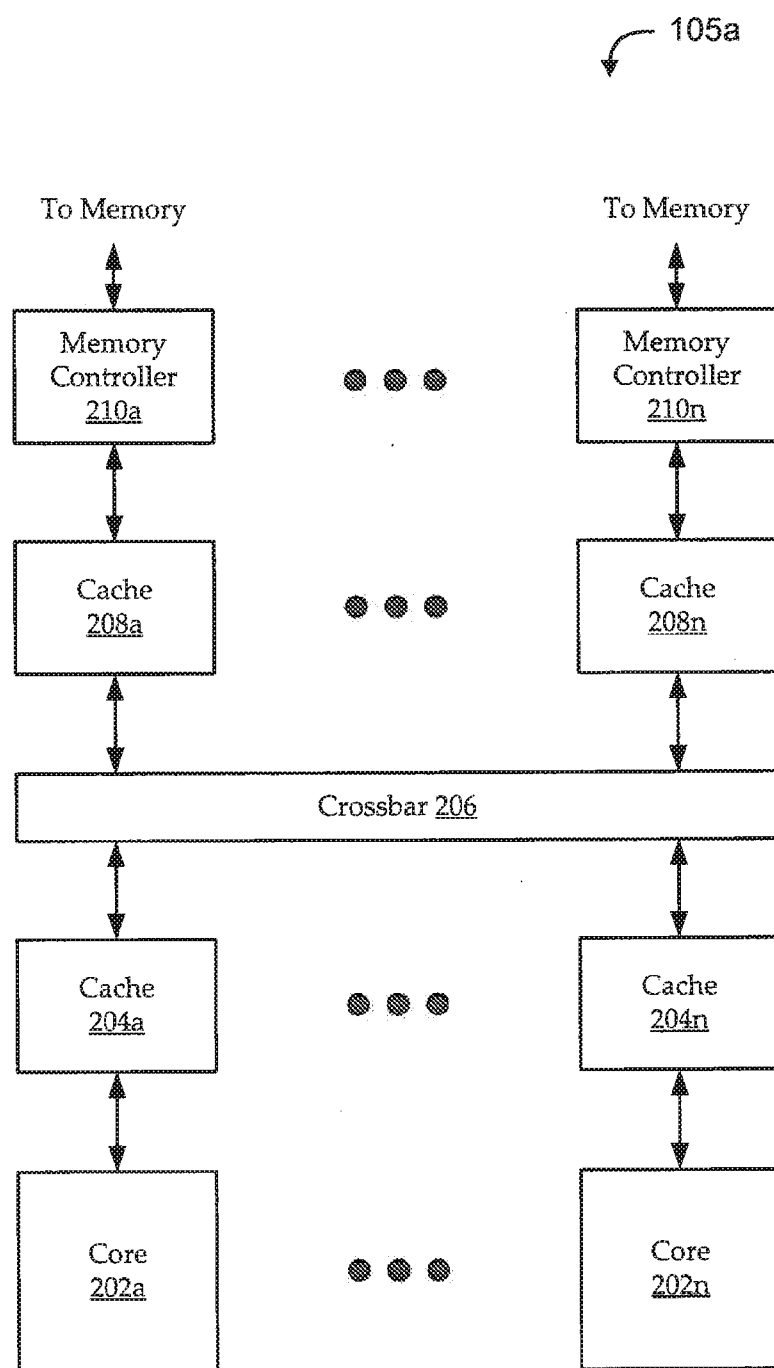 105a
To Memory
To Memory
Memory
Controller
210a
Memory
Controller
210n
Cache
208a
Cache
208n
Crossbar 206
Cache
204a
Cache
204n
Core
202a
Core
202n